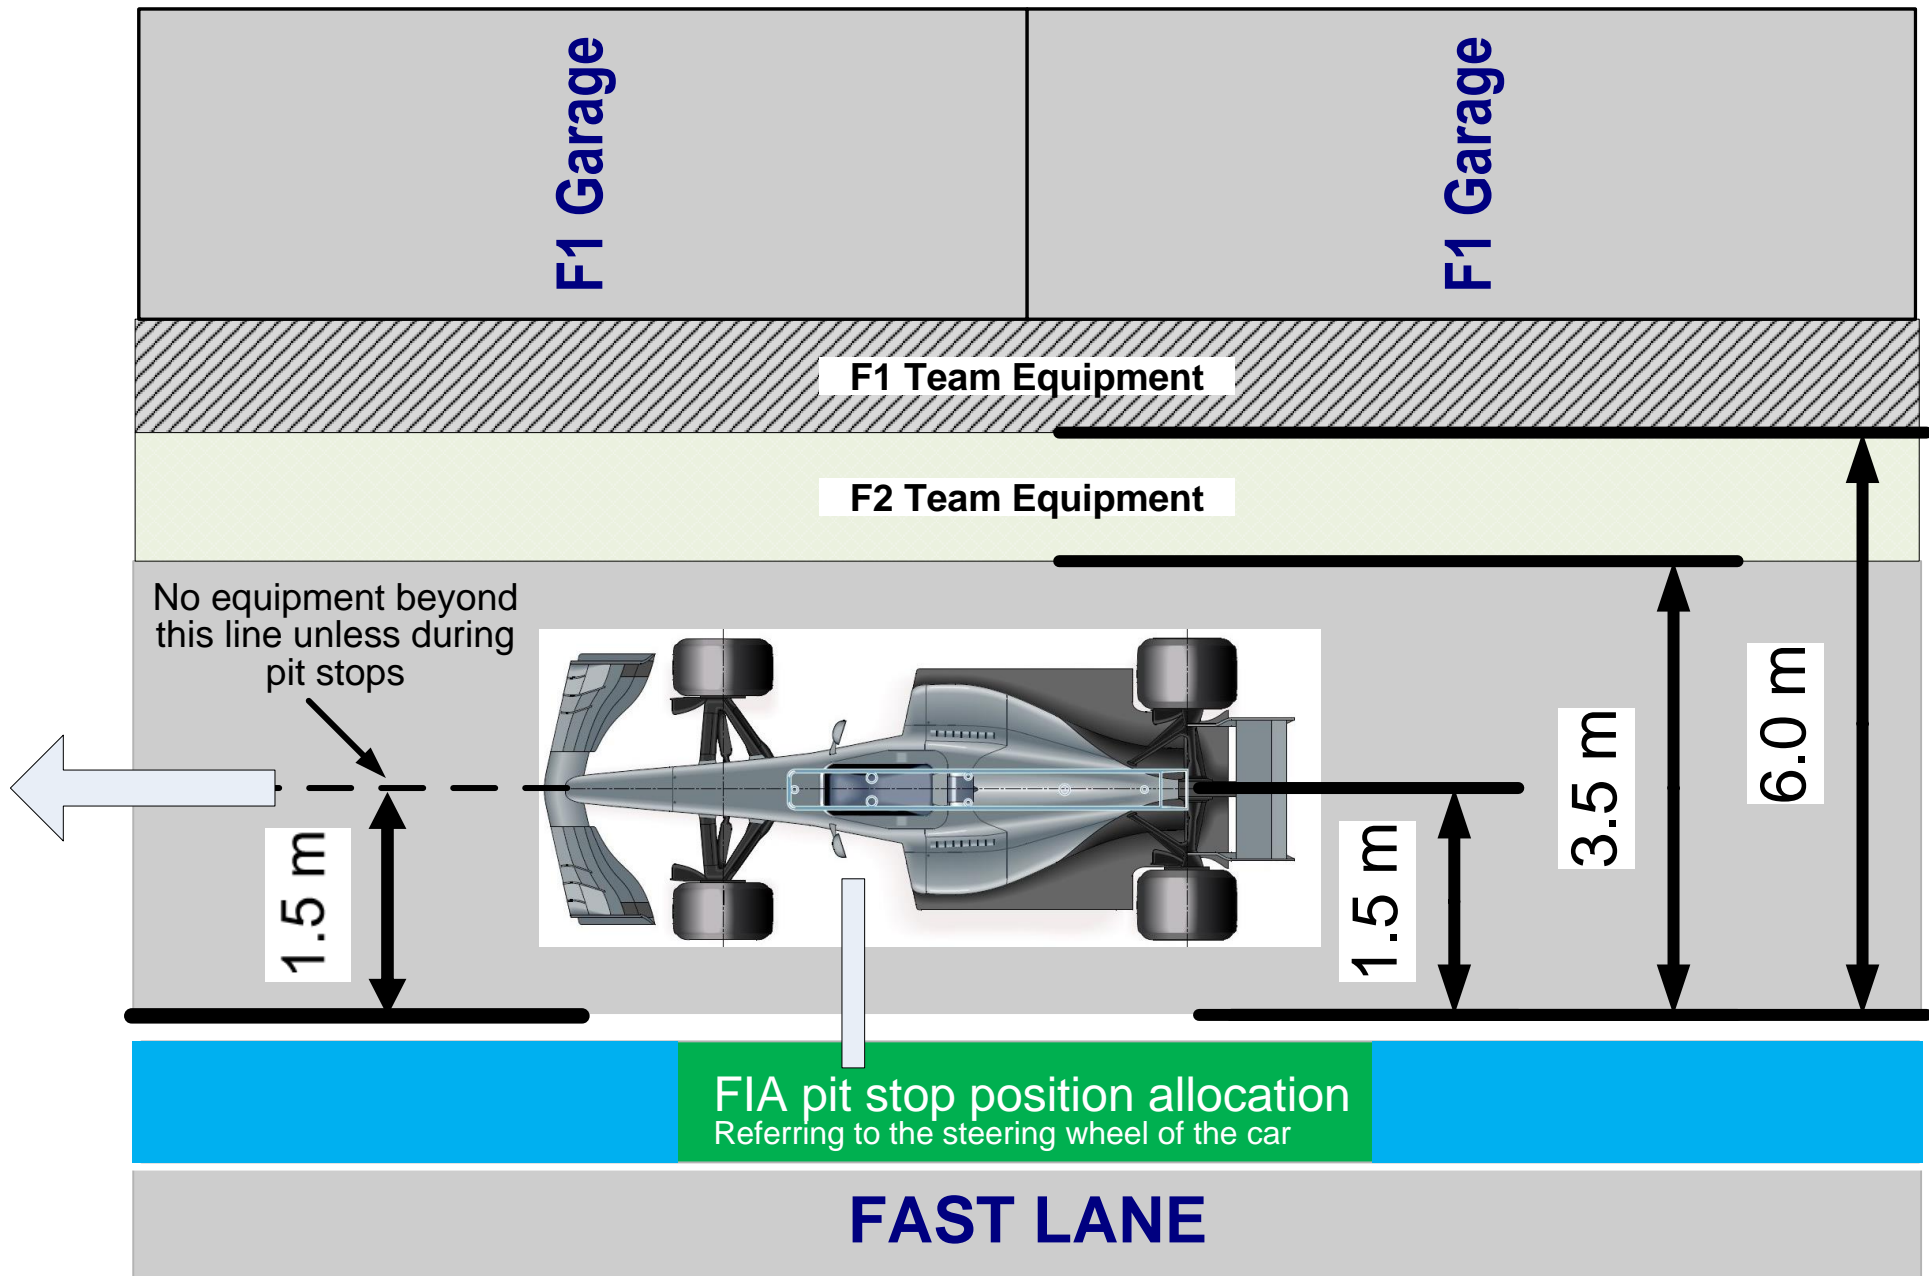 F1 Garage
F1 Garage
F1 Team Equipment
F2 Team Equipment
No equipment beyond
this line unless during
pit stops
1.5 m
1.5 m
3.5 m
6.0 m
FIA pit stop position allocation
Referring to the steering wheel of the car
FAST LANE